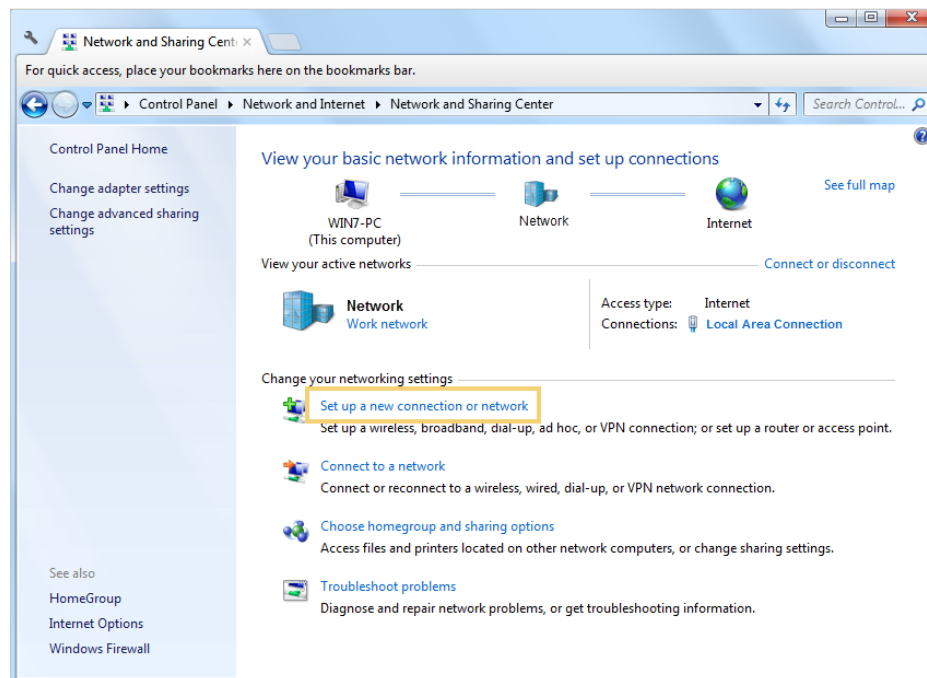 Network and Sharing Cent
For quick access, place your bookmarks here on the bookmarks bar.
Control Panel Network and Internet Network and Sharing Center
Search Control...
Control Panel Home
Change adapter settings
Change advanced sharing
settings
See also
HomeGroup
Internet Options
Windows Firewall
View your basic network information and set up connections
See full map
WIN7-PC
(This computer)
Network
Internet
View your active networks
Connect or disconnect
Network
Work network
Access type: Internet
Connections: Local Area Connection
Change your networking settings
Set up a new connection or network
Set up a wireless, broadband, dial-up, ad hoc, or VPN connection; or set up a router or access point.
Connect to a network
Connect or reconnect to a wireless, wired, dial-up, or VPN network connection.
Choose homegroup and sharing options
Access files and printers located on other network computers, or change sharing settings.
Troubleshoot problems
Diagnose and repair network problems, or get troubleshooting information.